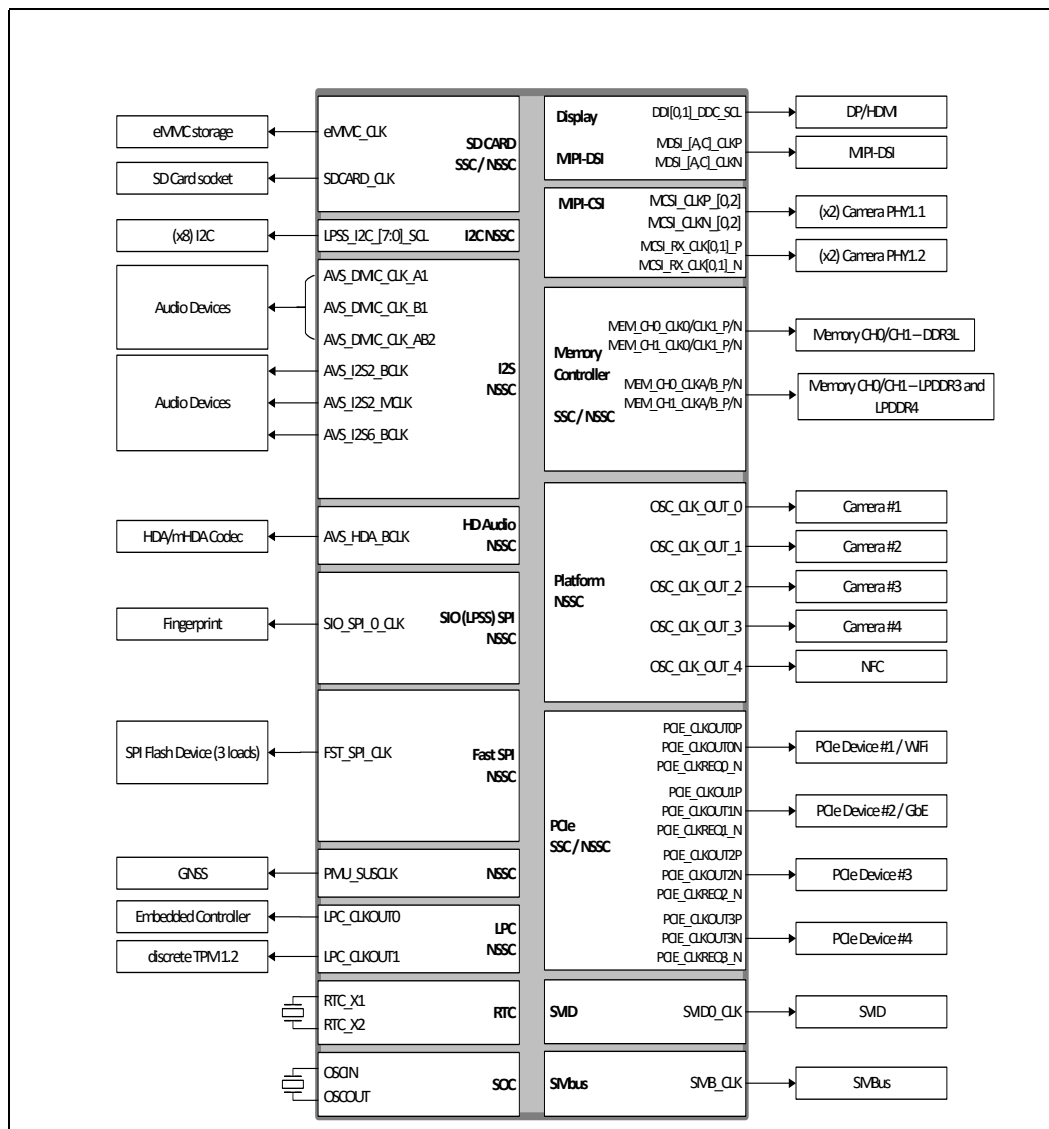 eMMC storage
eMMC_CLK
SD CARD
SSC / NSSC
SD Card socket
SDCARD_CLK
(x8) I2C
LPSS_I2C_[7:0]_SCL
I2C NSSC
Audio Devices
AVS_DMIC_CLK_A1
AVS_DMIC_CLK_B1
AVS_DMIC_CLK_AB2
I2S
NSSC
Audio Devices
AVS_I2S2_BCLK
AVS_I2S2_MCLK
AVS_I2S6_BCLK
HDA/mHDA Codec
AVS_HDA_BCLK
HD Audio
NSSC
Fingerprint
SIO_SPI_0_CLK
SIO (LPSS) SPI
NSSC
SPI Flash Device (3 loads)
FST_SPI_CLK
Fast SPI
NSSC
GNSS
PMU_SUSCLK
NSSC
Embedded Controller
LPC_CLKOUT0
LPC
NSSC
discrete TPM 1.2
LPC_CLKOUT1
RTC_X1
RTC_X2
RTC
OSCIN
OSCOUT
SOC
Display
DDI[0,1]_DDC_SCL
DP/HDMI
MIPI-DSI
MDSI_[A,C]_CLKP
MDSI_[A,C]_CLKN
MIPI-DSI
MIPI-CSI
MCSI_CLKP_[0,2]
MCSI_CLKN_[0,2]
(x2) Camera PHY1.1
MCSI_RX_CLK[0,1]_P
MCSI_RX_CLK[0,1]_N
(x2) Camera PHY1.2
Memory
Controller
SSC / NSSC
MEM_CH0_CLK0/CLK1_P/N
MEM_CH1_CLK0/CLK1_P/N
Memory CH0/CH1 – DDR3L
MEM_CH0_CLKA/B_P/N
MEM_CH1_CLKA/B_P/N
Memory CH0/CH1 – LPDDR3 and
LPDDR4
Platform
NSSC
OSC_CLK_OUT_0
Camera #1
OSC_CLK_OUT_1
Camera #2
OSC_CLK_OUT_2
Camera #3
OSC_CLK_OUT_3
Camera #4
OSC_CLK_OUT_4
NFC
PCIe
SSC / NSSC
PCIE_CLKOUT0P
PCIE_CLKOUT0N
PCIE_CLKREQ0_N
PCIe Device #1 / WiFi
PCIE_CLKOU1P
PCIE_CLKOUT1N
PCIE_CLKREQ1_N
PCIe Device #2 / GbE
PCIE_CLKOUT2P
PCIE_CLKOUT2N
PCIE_CLKREQ2_N
PCIe Device #3
PCIE_CLKOUT3P
PCIE_CLKOUT3N
PCIE_CLKREQ3_N
PCIe Device #4
SVID
SVID0_CLK
SVID
SMbus
SMB_CLK
SMBus